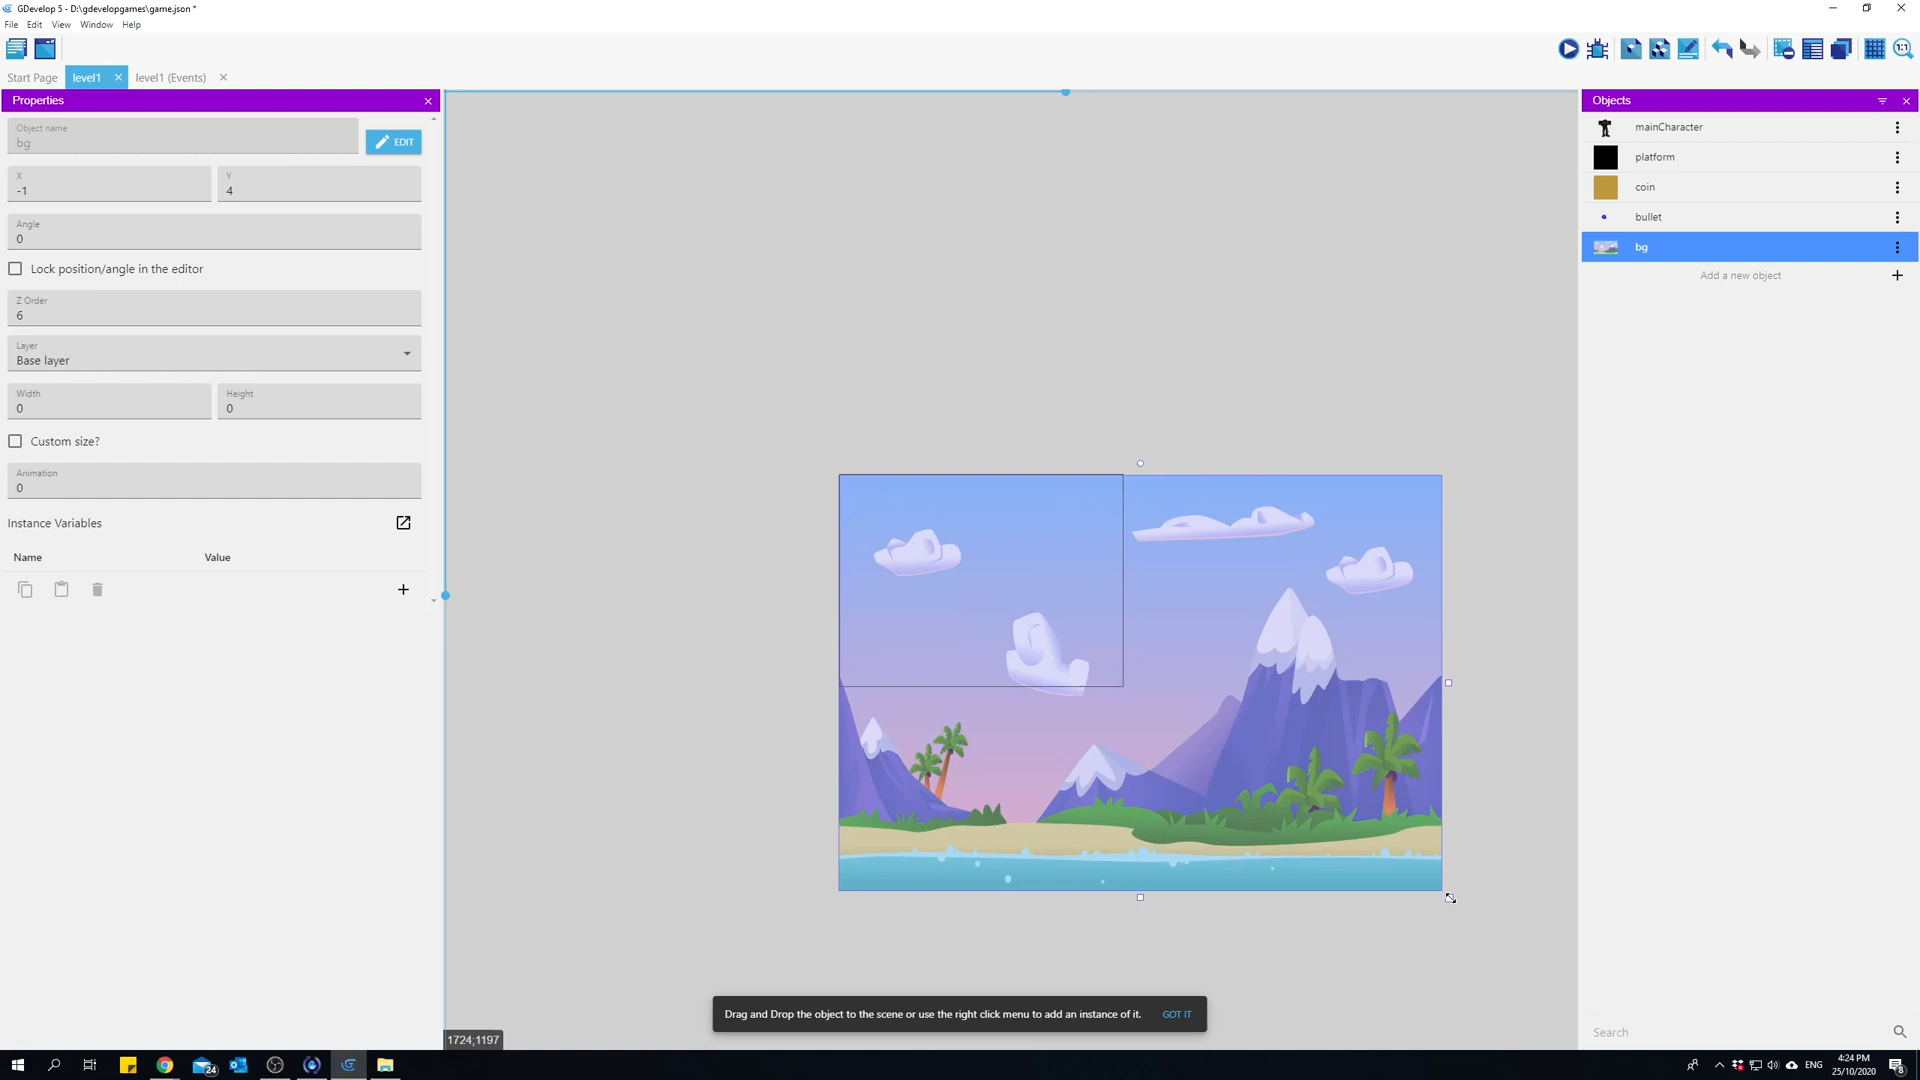 GDevelop 5 - D:\gdevelopgames\game.json *
File Edit View Window Help
Start Page level1 level1 (Events)
Properties
Object name
bg
EDIT
X
-1
Y
4
Angle
0
Lock position/angle in the editor
Z Order
6
Layer
Base layer
Width
0
Height
0
Custom size?
Animation
0
Instance Variables
Name Value
1:1
Objects
mainCharacter
platform
coin
bullet
bg
Add a new object
Search
Drag and Drop the object to the scene or use the right click menu to add an instance of it. GOT IT
1724;1197
24
ENG
4:24 PM
25/10/2020
8